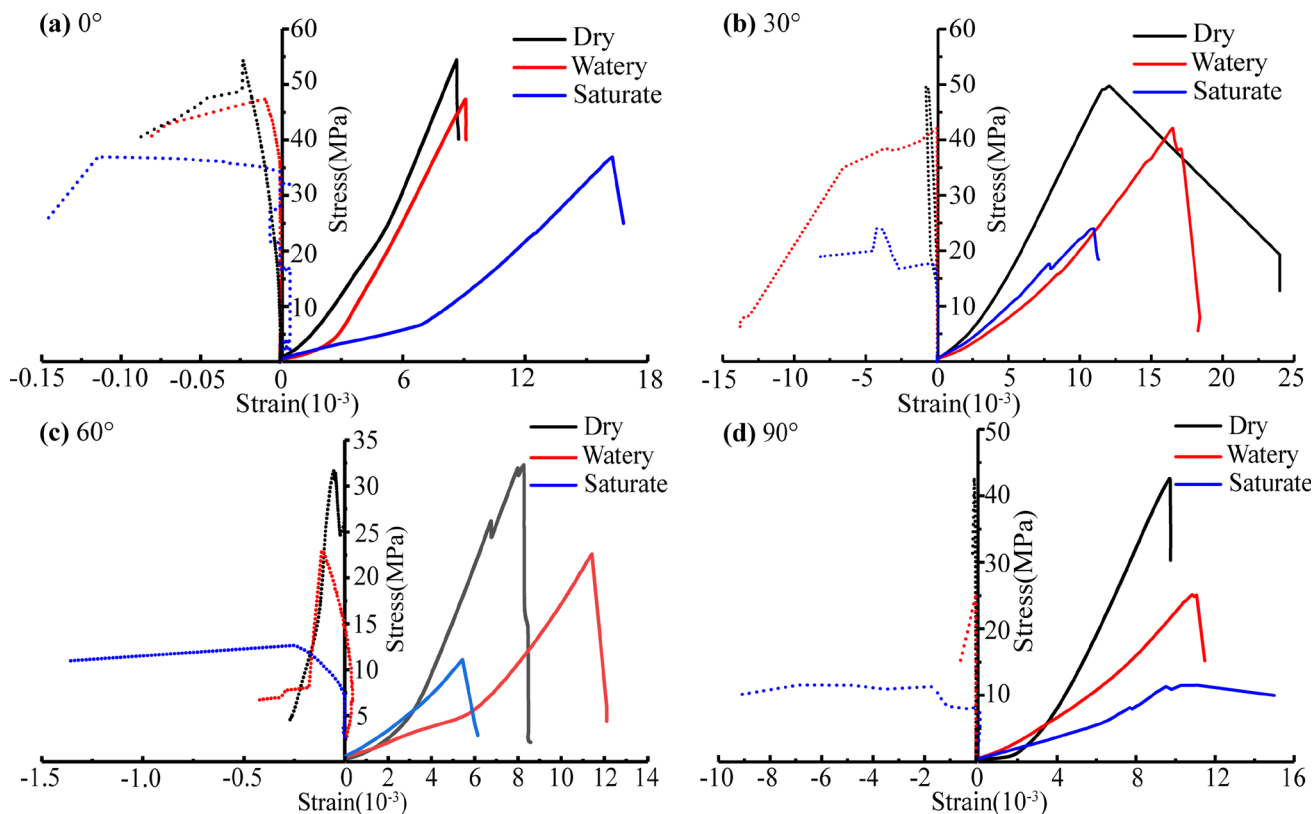 (a) 0°
Dry
Watery
Saturate
60
50
40
30
20
10
Stress(MPa)
-0.15
-0.10
-0.05
0
6
12
18
Strain(10⁻³)
(b) 30°
Dry
Watery
Saturate
60
50
40
30
20
10
Stress(MPa)
-15
-10
-5
0
5
10
15
20
25
Strain(10⁻³)
(c) 60°
Dry
Watery
Saturate
35
30
25
20
15
10
5
Stress(MPa)
-1.5
-1.0
-0.5
0
2
4
6
8
10
12
14
Strain(10⁻³)
(d) 90°
Dry
Watery
Saturate
50
40
30
20
10
Stress(MPa)
-10
-8
-6
-4
-2
0
4
8
12
16
Strain(10⁻³)